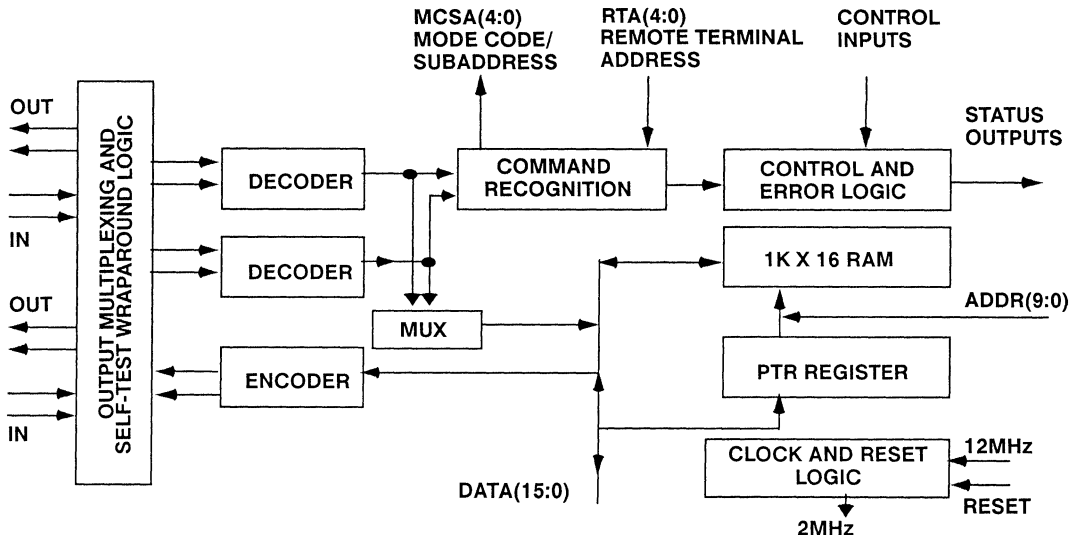 MCSA(4:0)
MODE CODE/
SUBADDRESS
RTA(4:0)
REMOTE TERMINAL
ADDRESS
CONTROL
INPUTS
OUT
IN
OUT
IN
OUTPUT MULTIPLEXING AND
SELF-TEST WRAPAROUND LOGIC
DECODER
COMMAND
RECOGNITION
CONTROL AND
ERROR LOGIC
STATUS
OUTPUTS
DECODER
1K X 16 RAM
ADDR(9:0)
MUX
ENCODER
PTR REGISTER
DATA(15:0)
CLOCK AND RESET
LOGIC
12MHz
RESET
2MHz